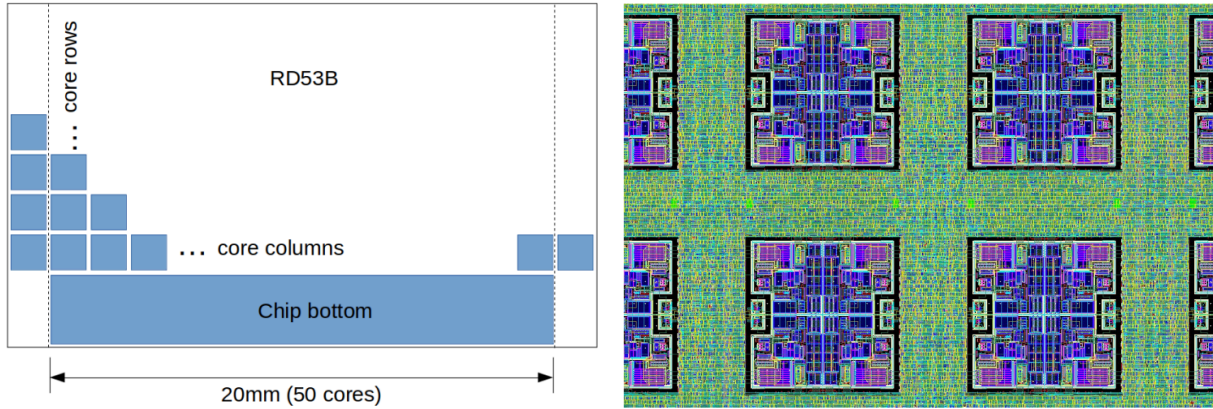 RD53B
... core rows
... core columns
Chip bottom
20mm (50 cores)